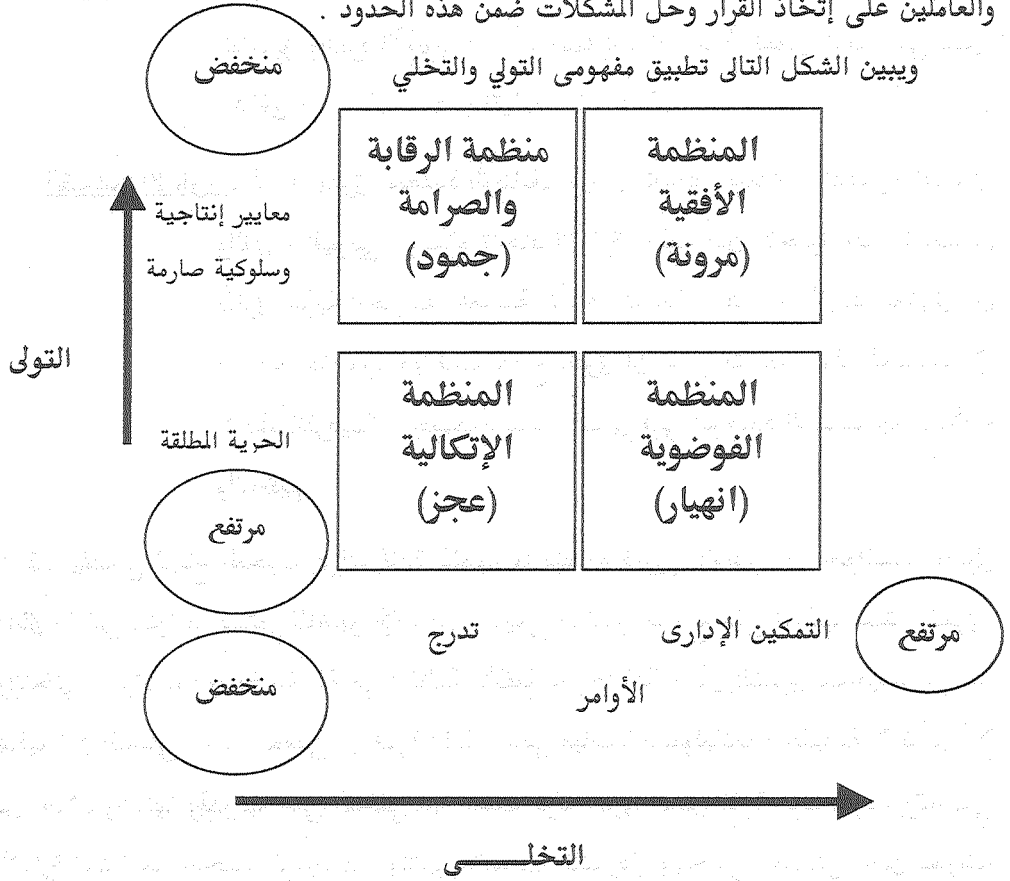 والعاملين على إتخاذ القرار وحل المشكلات ضمن هذه الحدود .
ويبين الشكل التالى تطبيق مفهومى التولي والتخلي
منخفض
المنظمة
الأفقية
(مرونة)
منظمة الرقابة
والصرامة
(جمود)
معايير إنتاجية
وسلوكية صارمة
التولى
المنظمة
الفوضوية
(انهيار)
المنظمة
الإتكالية
(عجز)
الحرية المطلقة
مرتفع
مرتفع
التمكين الإدارى
تدرج
الأوامر
منخفض
التخلــــــى